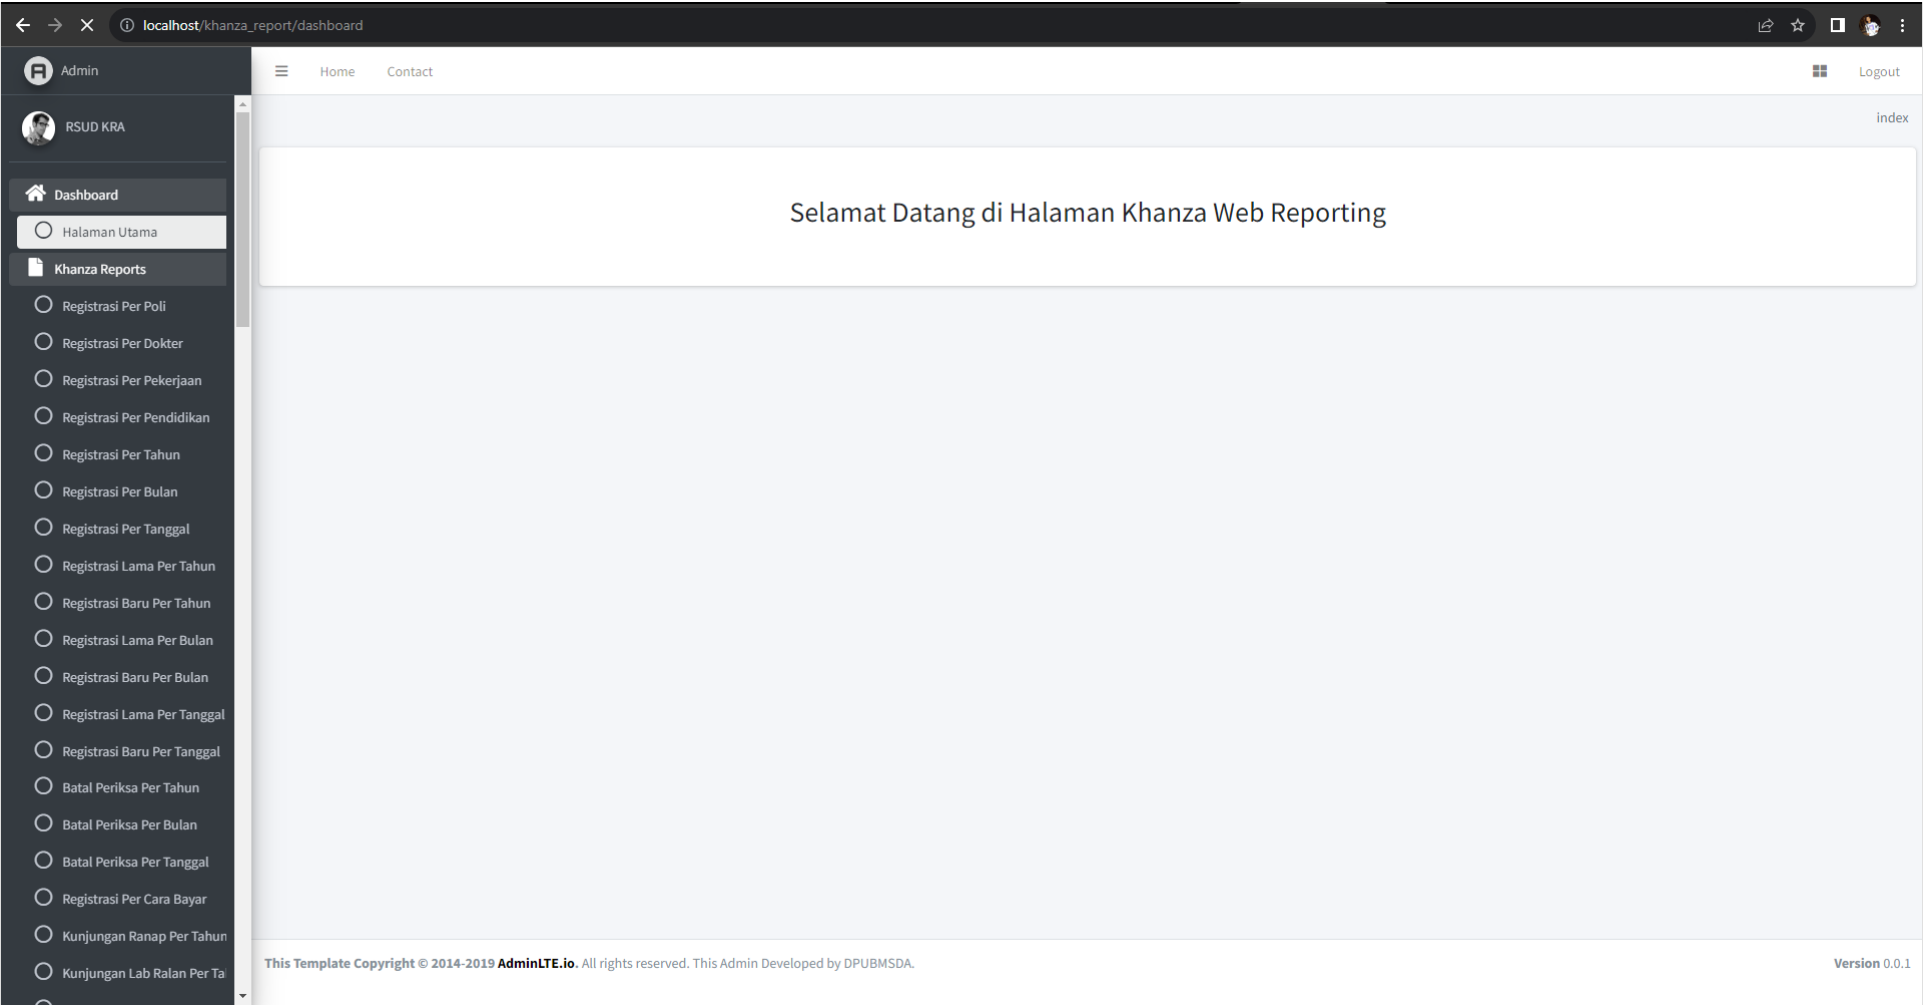 localhost/khanza_report/dashboard
Admin
Home
Contact
Logout
RSUD KRA
index
Dashboard
Halaman Utama
Khanza Reports
Registrasi Per Poli
Registrasi Per Dokter
Registrasi Per Pekerjaan
Registrasi Per Pendidikan
Registrasi Per Tahun
Registrasi Per Bulan
Registrasi Per Tanggal
Registrasi Lama Per Tahun
Registrasi Baru Per Tahun
Registrasi Lama Per Bulan
Registrasi Baru Per Bulan
Registrasi Lama Per Tanggal
Registrasi Baru Per Tanggal
Batal Periksa Per Tahun
Batal Periksa Per Bulan
Batal Periksa Per Tanggal
Registrasi Per Cara Bayar
Kunjungan Ranap Per Tahun
Kunjungan Lab Ralan Per Ta
Selamat Datang di Halaman Khanza Web Reporting
This Template Copyright © 2014-2019 AdminLTE.io. All rights reserved. This Admin Developed by DPUBMSDA.
Version 0.0.1